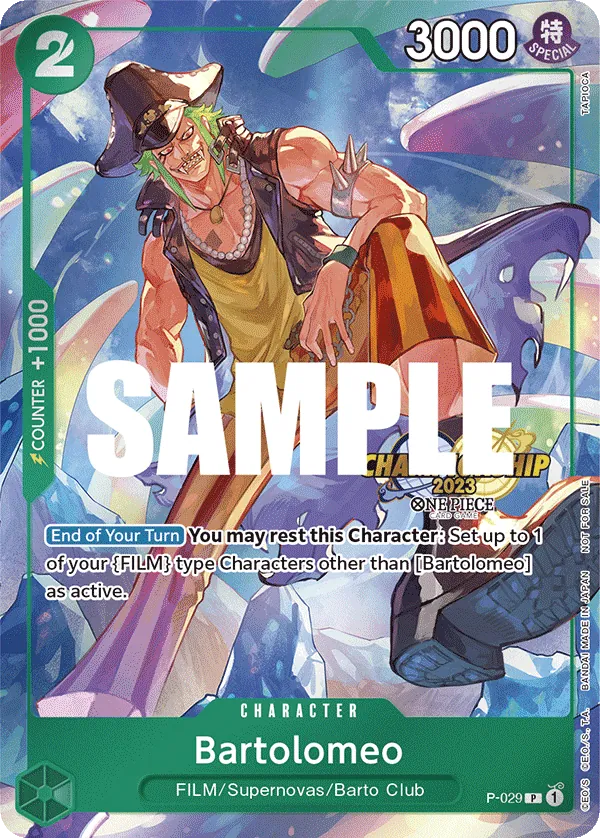 2
3000
特
SPECIAL
TAPIOCA
COUNTER +1000
SAMPLE
CHAMPIONSHIP
2023
ONE PIECE
CARD GAME
End of Your Turn You may rest this Character: Set up to 1
of your {FILM} type Characters other than [Bartolomeo]
as active.
©E.O/S ©E.O./S., T.A. BANDAI MADE IN JAPAN NOT FOR SALE
CHARACTER
Bartolomeo
FILM/Supernovas/Barto Club
P-029 P 1